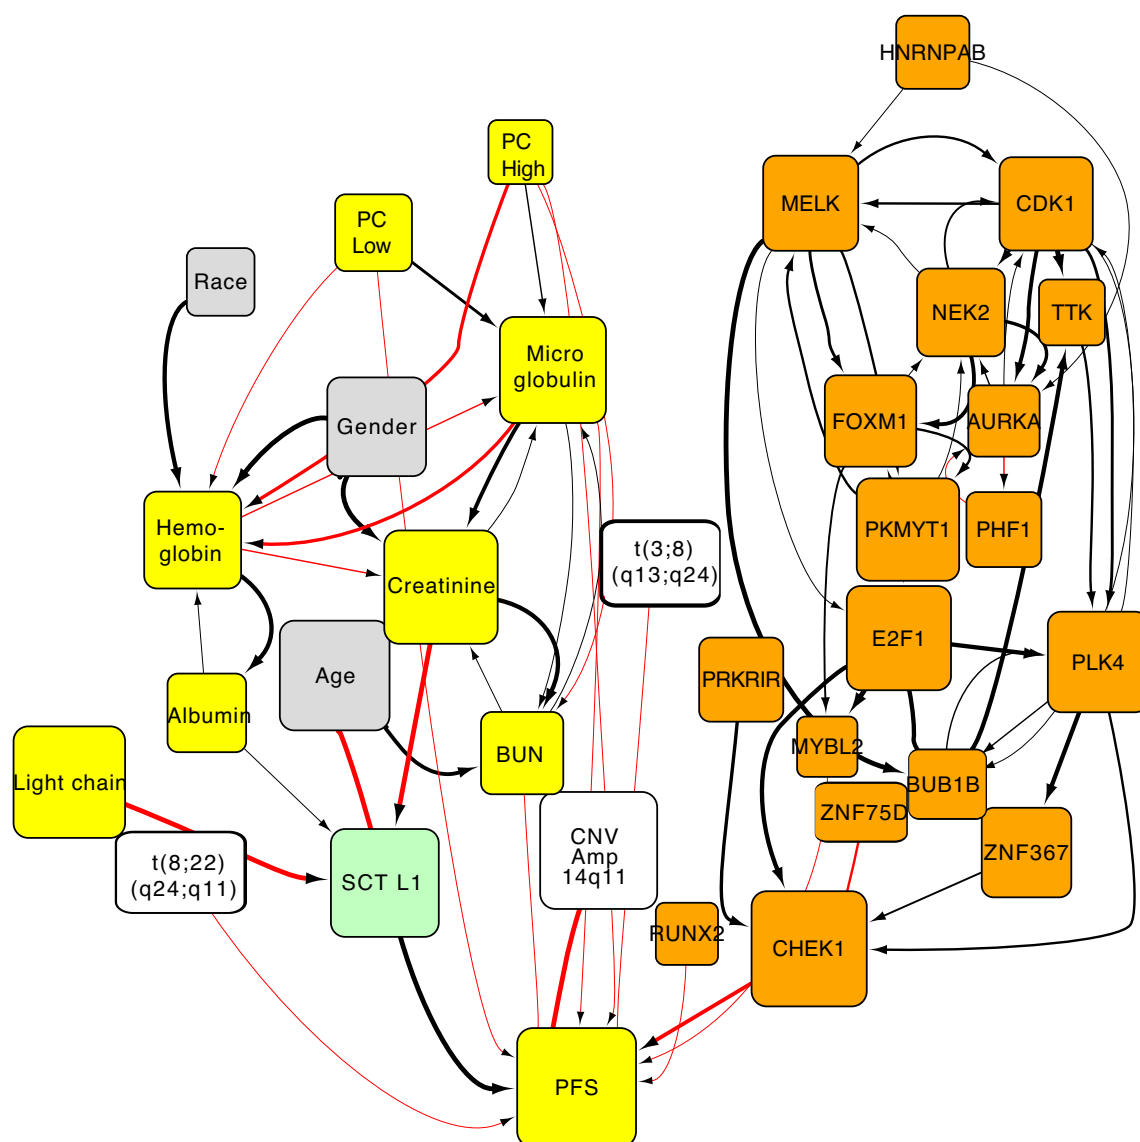 HNRNPAB
PC
High
MELK
CDK1
PC
Low
Race
NEK2
TTK
Micro
globulin
Gender
FOXM1
AURKA
Hemo-
globin
PKMYT1
PHF1
t(3;8)
(q13;q24)
Creatinine
E2F1
Age
PRKRIR
PLK4
Albumin
MYBL2
BUN
Light chain
BUB1B
ZNF75D
CNV
Amp
14q11
ZNF367
t(8;22)
(q24;q11)
SCT L1
RUNX2
CHEK1
PFS